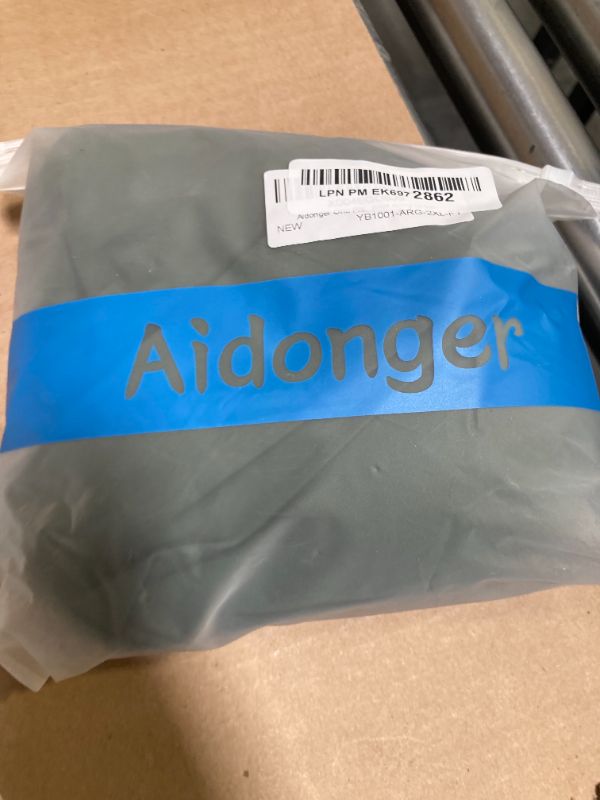 LPN PM EK697 2862
Aidonger
YB1001-ARG-2XL-
NEW
Aidonger